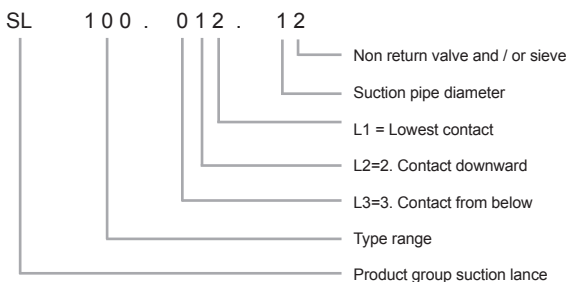 SL 100. 012. 12
Non return valve and / or sieve
Suction pipe diameter
L1 = Lowest contact
L2=2. Contact downward
L3=3. Contact from below
Type range
Product group suction lance